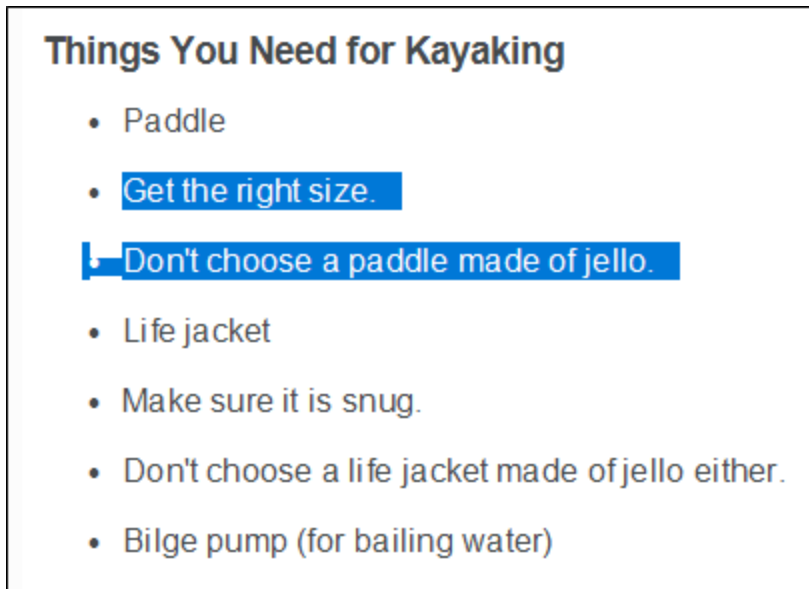 Things You Need for Kayaking
• Paddle
• Get the right size.
• Don't choose a paddle made of jello.
• Life jacket
• Make sure it is snug.
• Don't choose a life jacket made of jello either.
• Bilge pump (for bailing water)